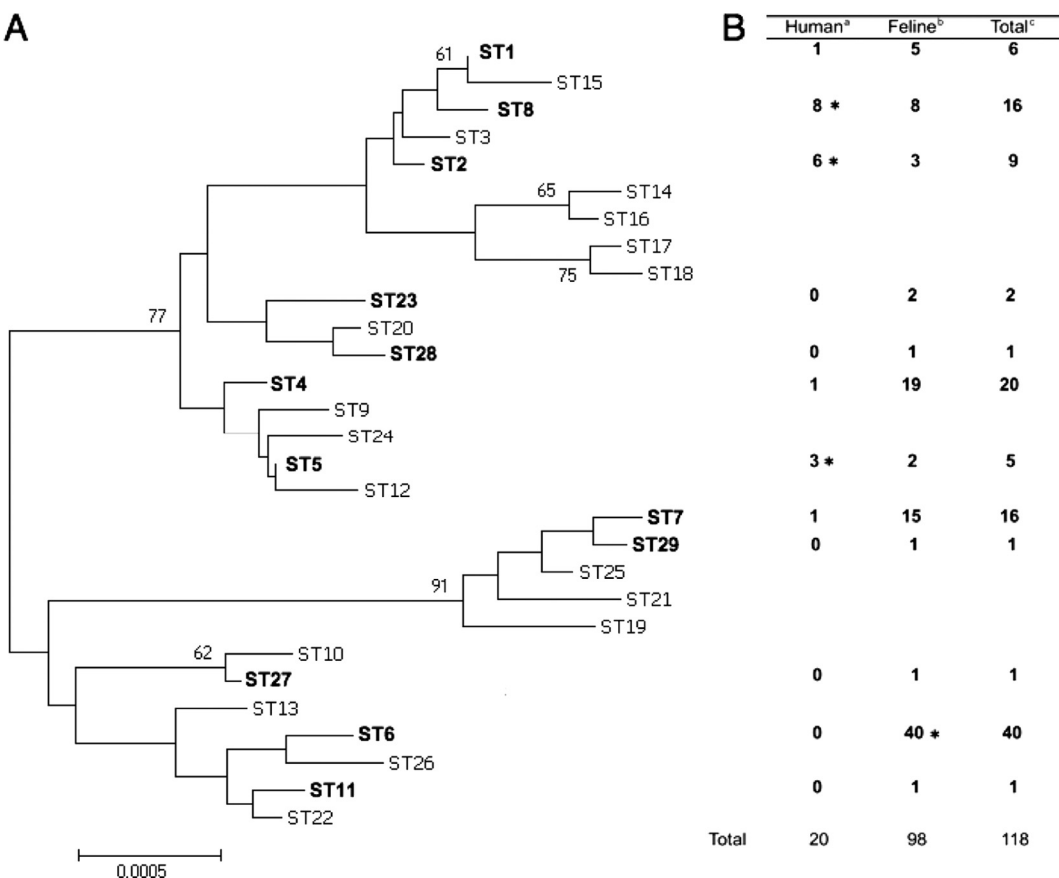 A
B
Humanᵃ Felineᵇ Totalᶜ
61 ST1 1 5 6
ST15
ST8 8 * 8 16
ST3
ST2 6 * 3 9
65 ST14
ST16
ST17
75 ST18
ST23 0 2 2
77 ST20
ST28 0 1 1
ST4 1 19 20
ST9
ST24
ST5 3 * 2 5
ST12
ST7 1 15 16
ST29 0 1 1
ST25
91 ST21
ST19
62 ST10
ST27 0 1 1
ST13
ST6 0 40 * 40
ST26
ST11 0 1 1
ST22
Total 20 98 118
0.0005